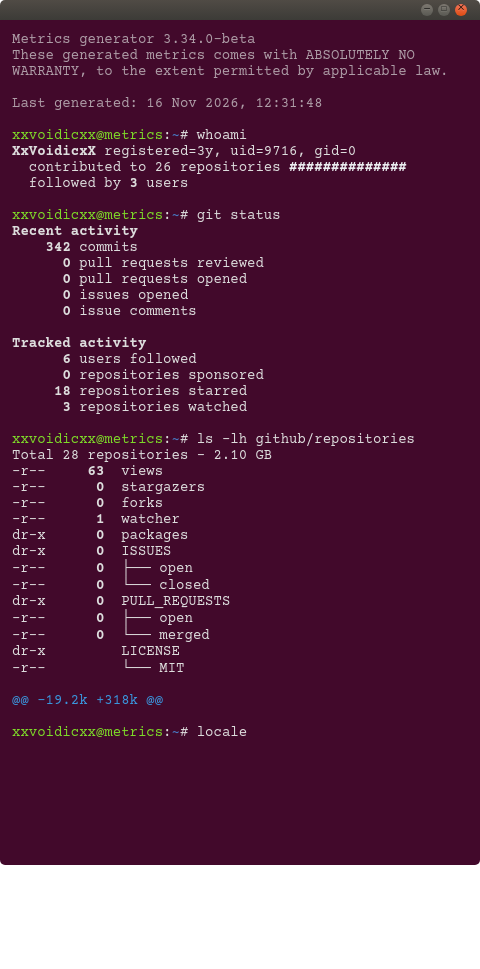 Metrics generator 3.34.0-beta
These generated metrics comes with ABSOLUTELY NO
WARRANTY, to the extent permitted by applicable law.
Last generated: 16 Nov 2026, 12:31:48
xxvoidicxx@metrics:~# whoami
XxVoidicxX registered=3y, uid=9716, gid=0
  contributed to 26 repositories ##############
  followed by 3 users
xxvoidicxx@metrics:~# git status
Recent activity
    342 commits
      0 pull requests reviewed
      0 pull requests opened
      0 issues opened
      0 issue comments
Tracked activity
      6 users followed
      0 repositories sponsored
     18 repositories starred
      3 repositories watched
xxvoidicxx@metrics:~# ls -lh github/repositories
Total 28 repositories - 2.10 GB
-r--     63  views
-r--      0  stargazers
-r--      0  forks
-r--      1  watcher
dr-x      0  packages
dr-x      0  ISSUES
-r--      0  ├── open
-r--      0  └── closed
dr-x      0  PULL_REQUESTS
-r--      0  ├── open
-r--      0  └── merged
dr-x         LICENSE
-r--         └── MIT
@@ -19.2k +318k @@
xxvoidicxx@metrics:~# locale